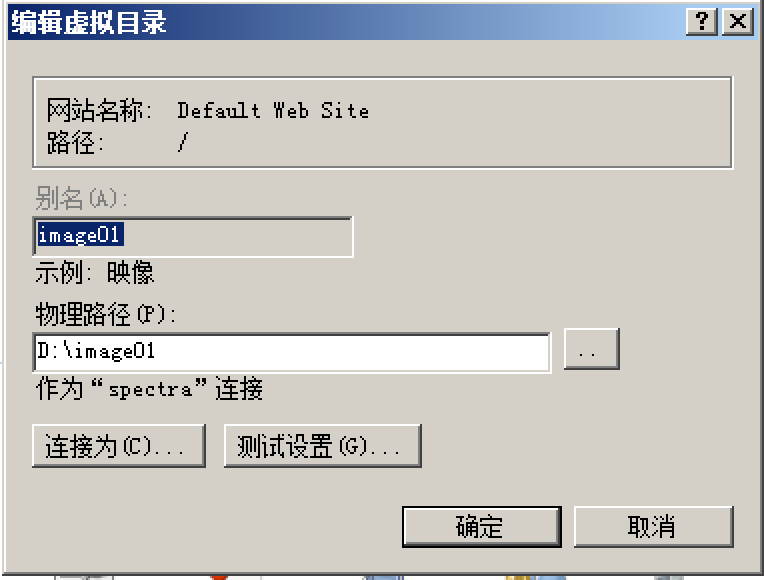 编辑虚拟目录
网站名称: Default Web Site
路径: /
别名(A):
image01
示例: 映像
物理路径(P):
D:\image01
..
作为“spectra”连接
连接为(C)... 测试设置(G)...
确定 取消